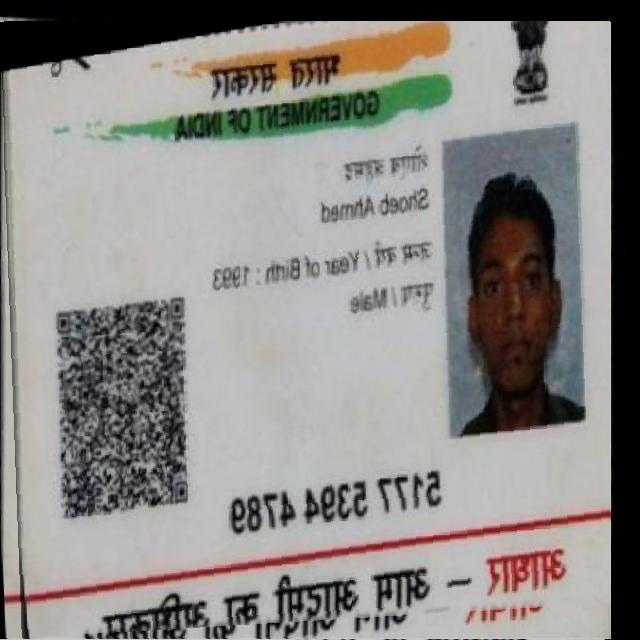 भारत सरकार
GOVERNMENT OF INDIA
शोएब अहमद
Shoeb Ahmed
जन्म वर्ष / Year of Birth : 1993
पुरुष / Male
5177 5394 4789
आधार – आम आदमी का अधिकार